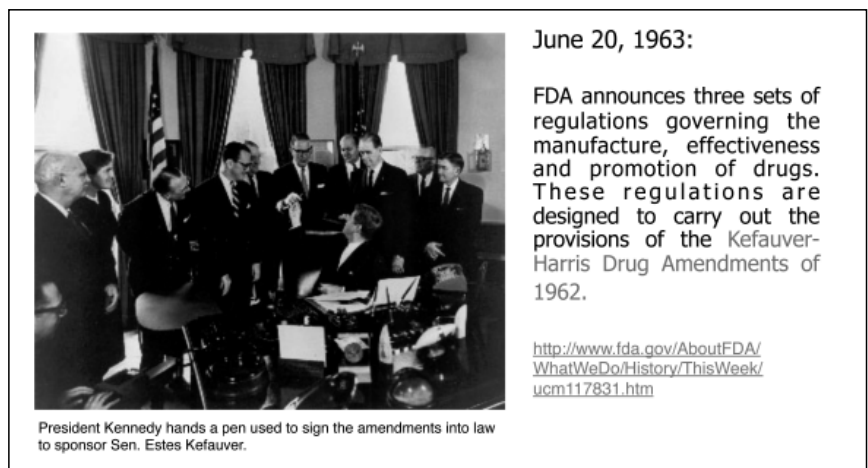 June 20, 1963:
FDA announces three sets of
regulations governing the
manufacture, effectiveness
and promotion of drugs.
These regulations are
designed to carry out the
provisions of the Kefauver-
Harris Drug Amendments of
1962.
http://www.fda.gov/AboutFDA/
WhatWeDo/History/ThisWeek/
ucm117831.htm
President Kennedy hands a pen used to sign the amendments into law
to sponsor Sen. Estes Kefauver.